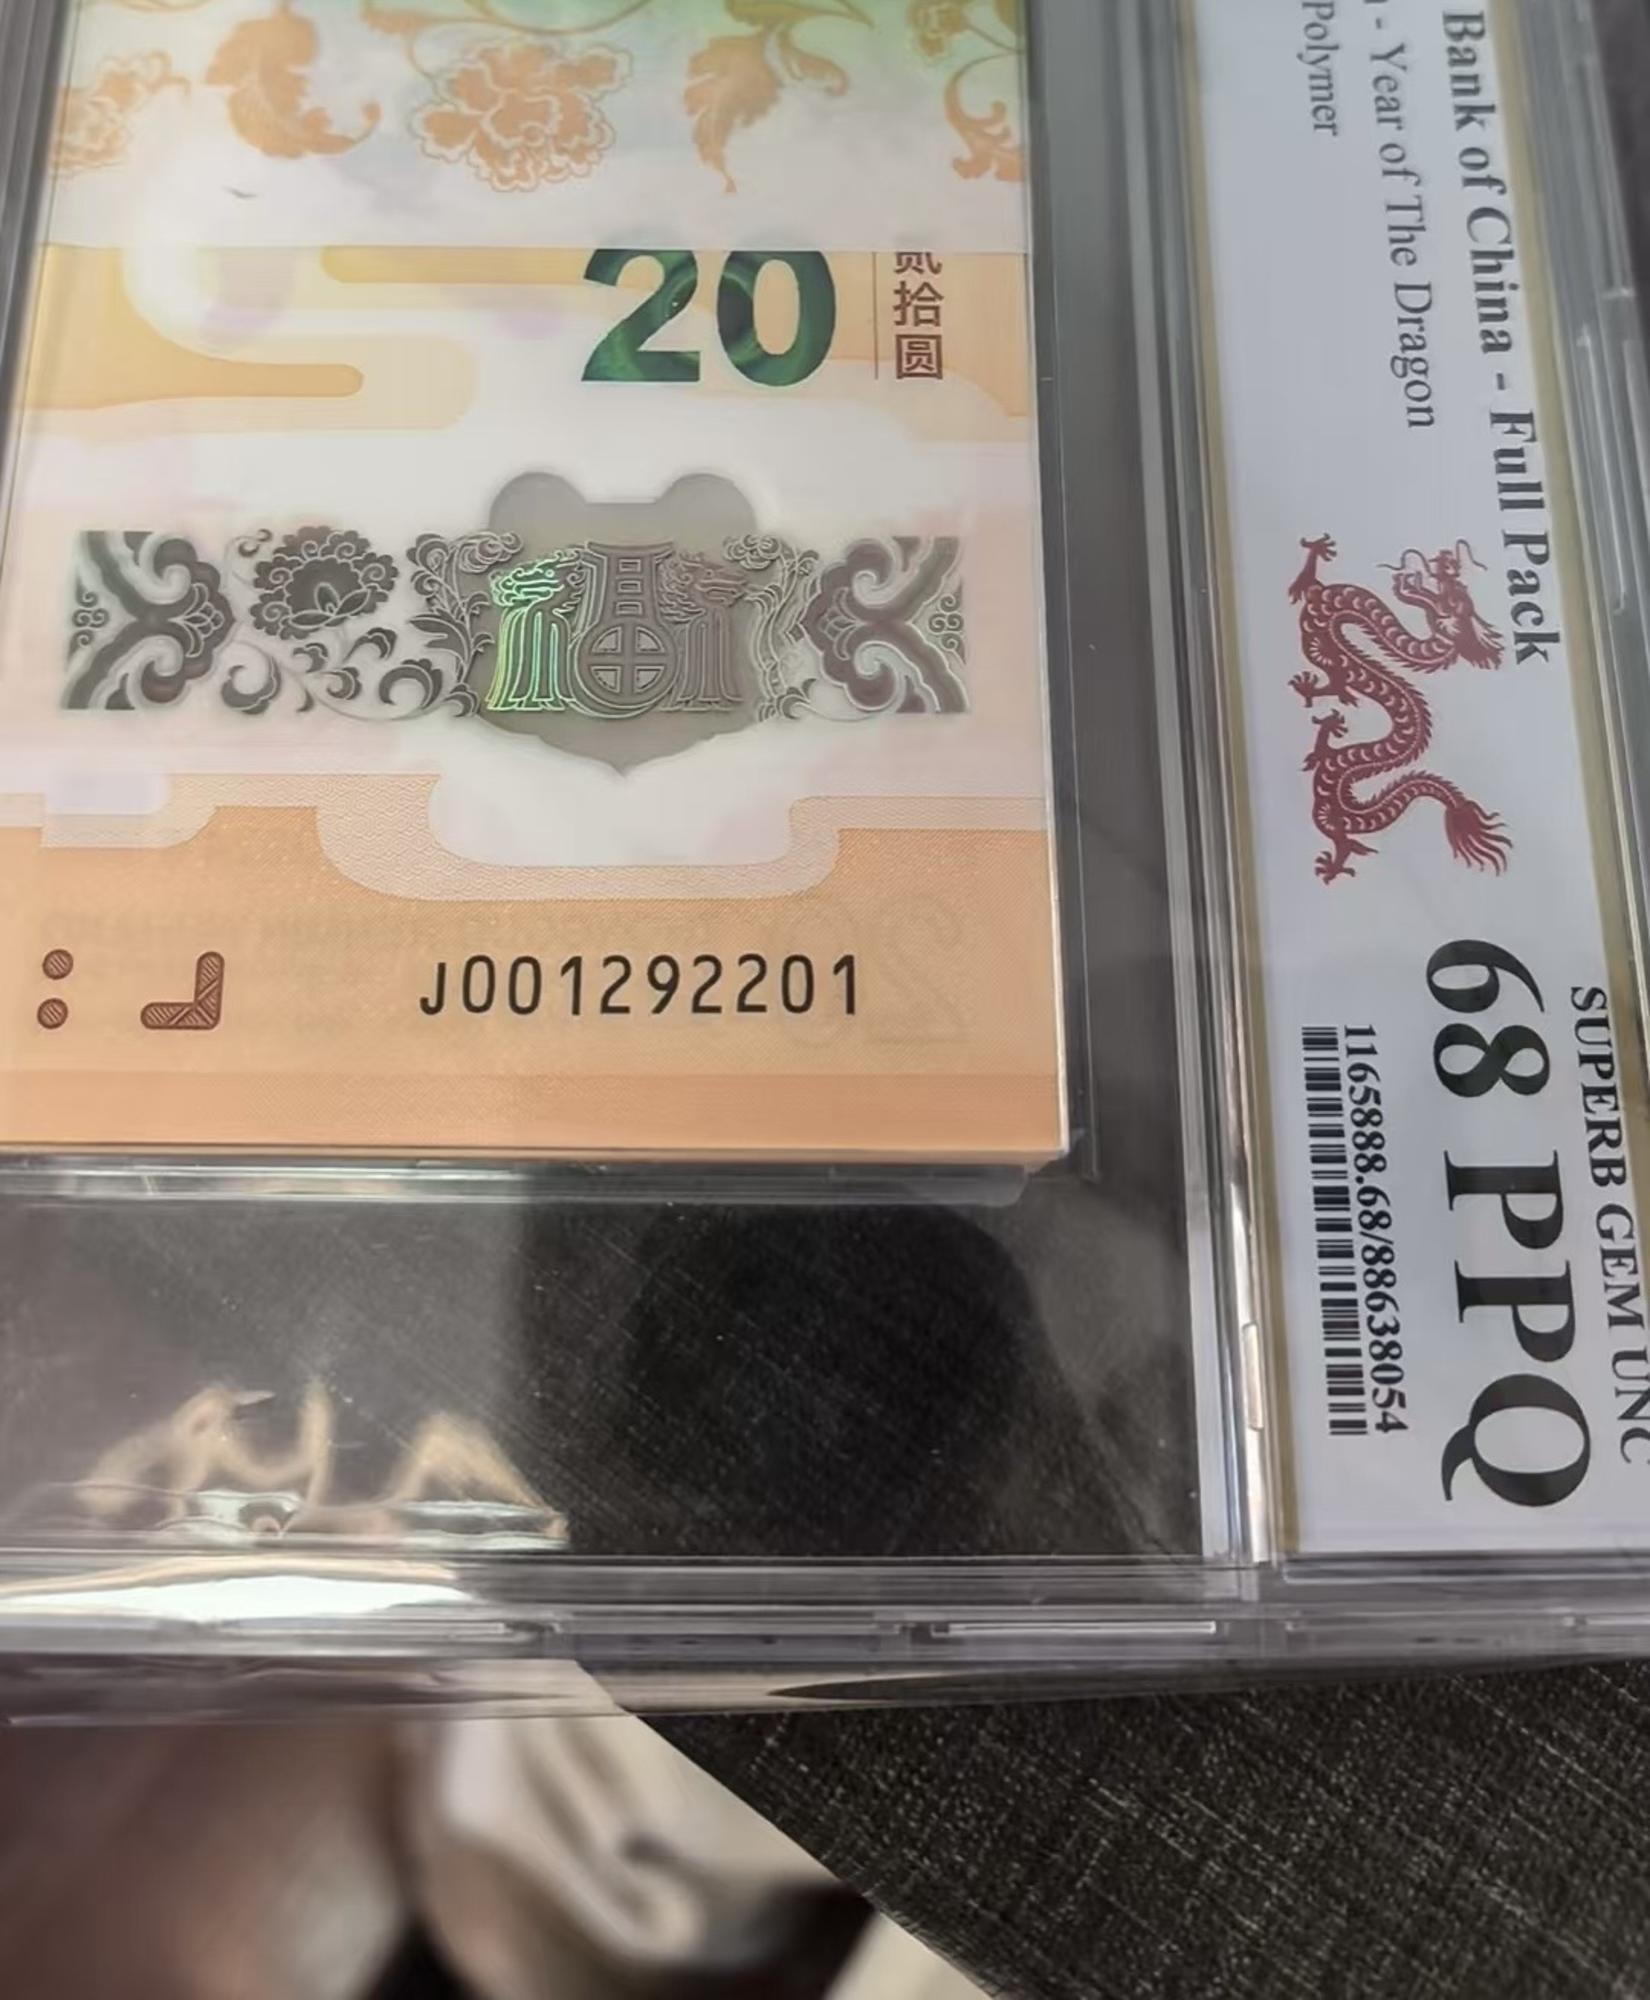 20
贰拾圆
J001292201
Bank of China - Full Pack
- Year of The Dragon
Polymer
SUPERB GEM UNC
68 PPQ
1165888.68/88638054